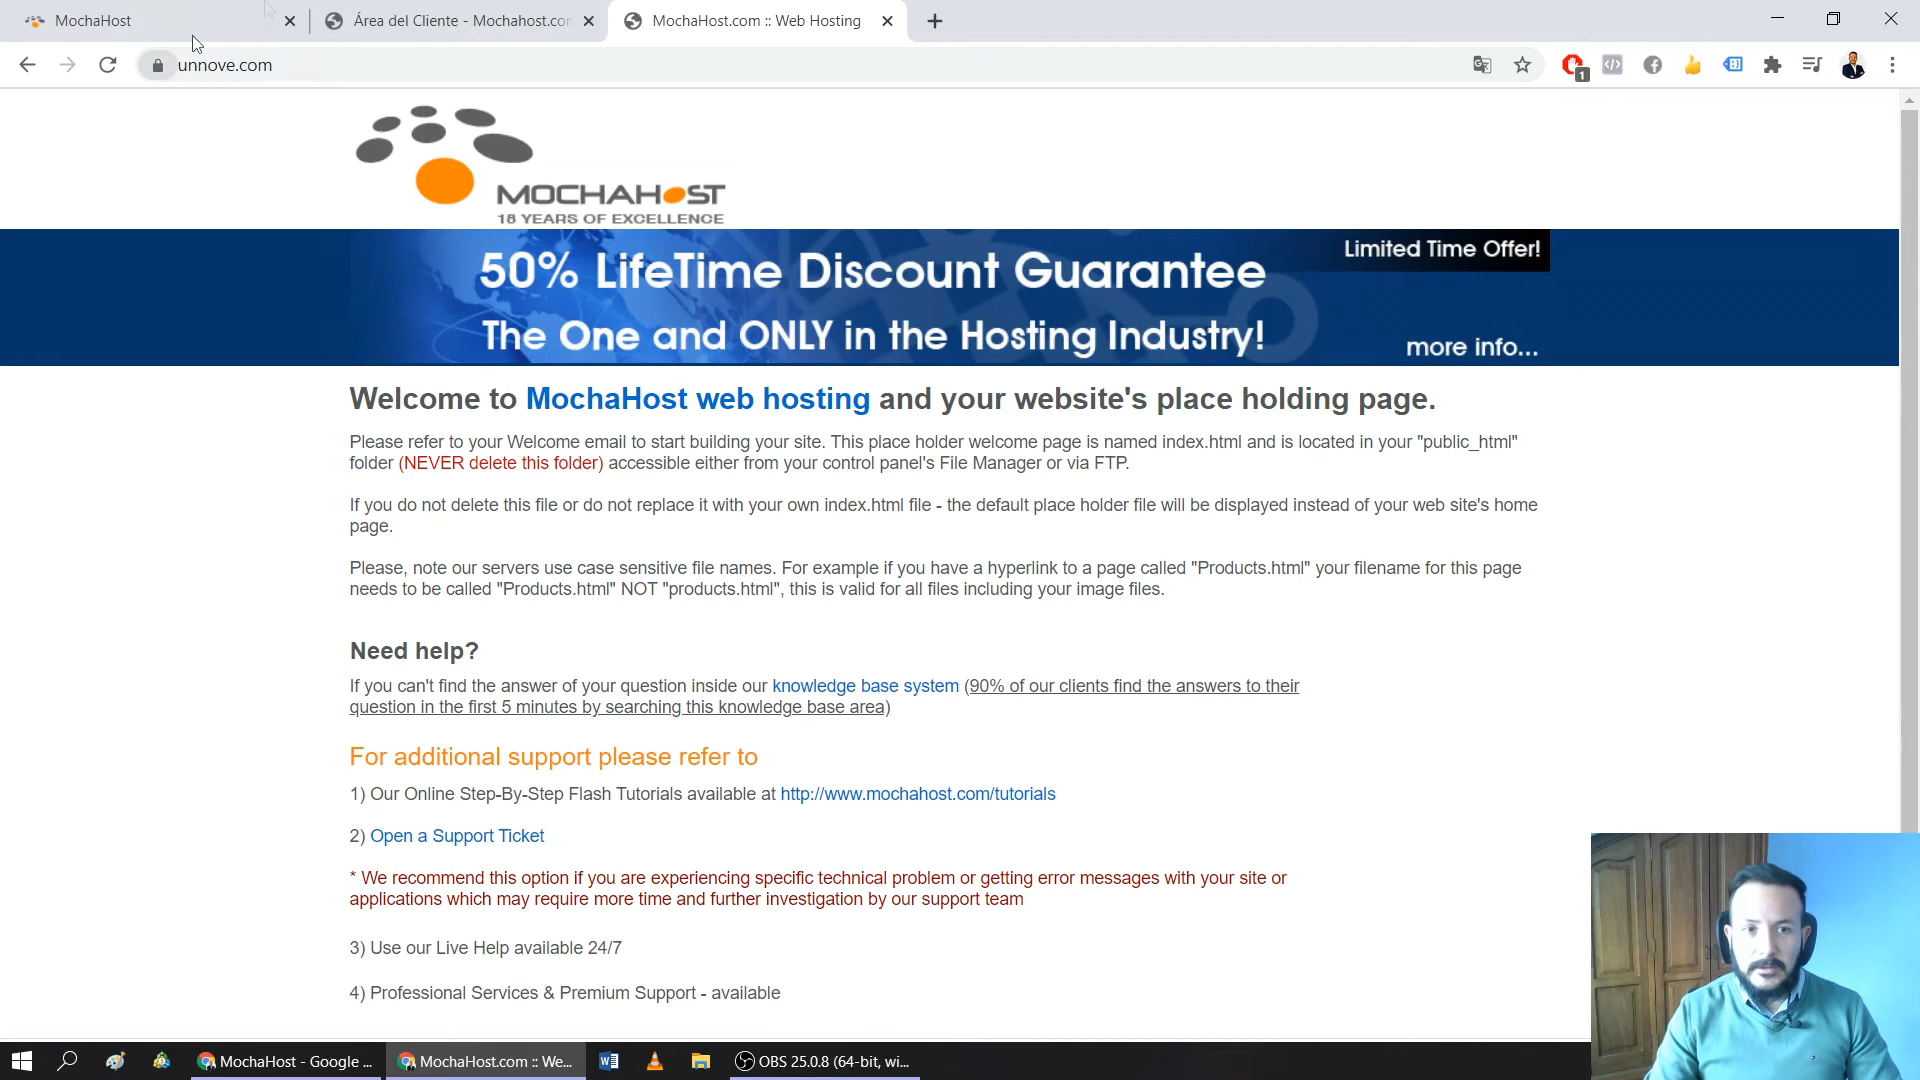 MochaHost
Área del Cliente - Mochahost.con
MochaHost.com :: Web Hosting
unnove.com
1
MOCHAHOST
18 YEARS OF EXCELLENCE
Limited Time Offer!
50% LifeTime Discount Guarantee
The One and ONLY in the Hosting Industry!
more info...
Welcome to MochaHost web hosting and your website's place holding page.
Please refer to your Welcome email to start building your site. This place holder welcome page is named index.html and is located in your "public_html"
folder (NEVER delete this folder) accessible either from your control panel's File Manager or via FTP.
If you do not delete this file or do not replace it with your own index.html file - the default place holder file will be displayed instead of your web site's home
page.
Please, note our servers use case sensitive file names. For example if you have a hyperlink to a page called "Products.html" your filename for this page
needs to be called "Products.html" NOT "products.html", this is valid for all files including your image files.
Need help?
If you can't find the answer of your question inside our knowledge base system (90% of our clients find the answers to their
question in the first 5 minutes by searching this knowledge base area)
For additional support please refer to
1) Our Online Step-By-Step Flash Tutorials available at http://www.mochahost.com/tutorials
2) Open a Support Ticket
* We recommend this option if you are experiencing specific technical problem or getting error messages with your site or
applications which may require more time and further investigation by our support team
3) Use our Live Help available 24/7
4) Professional Services & Premium Support - available
MochaHost - Google ...
MochaHost.com :: We...
OBS 25.0.8 (64-bit, wi...